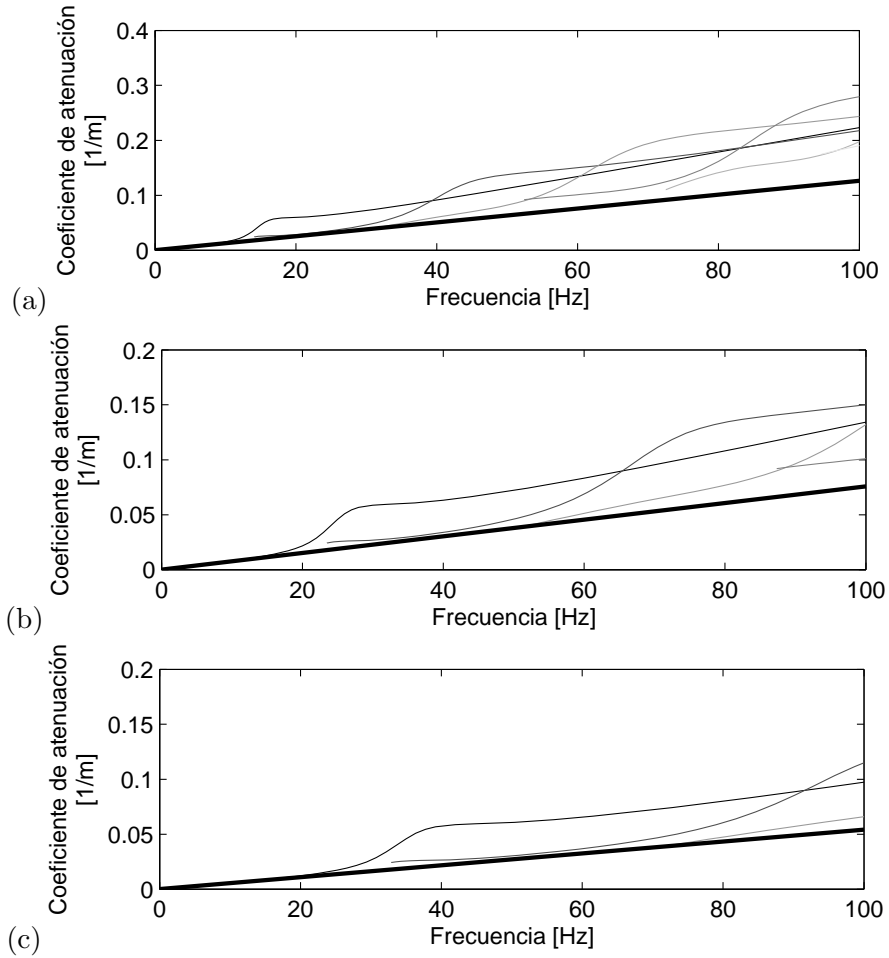 Coeficiente de atenuación
[1/m]
0.4
0.3
0.2
0.1
0
0 20 40 60 80 100
Frecuencia [Hz]
(a)
Coeficiente de atenuación
[1/m]
0.2
0.15
0.1
0.05
0
0 20 40 60 80 100
Frecuencia [Hz]
(b)
Coeficiente de atenuación
[1/m]
0.2
0.15
0.1
0.05
0
0 20 40 60 80 100
Frecuencia [Hz]
(c)